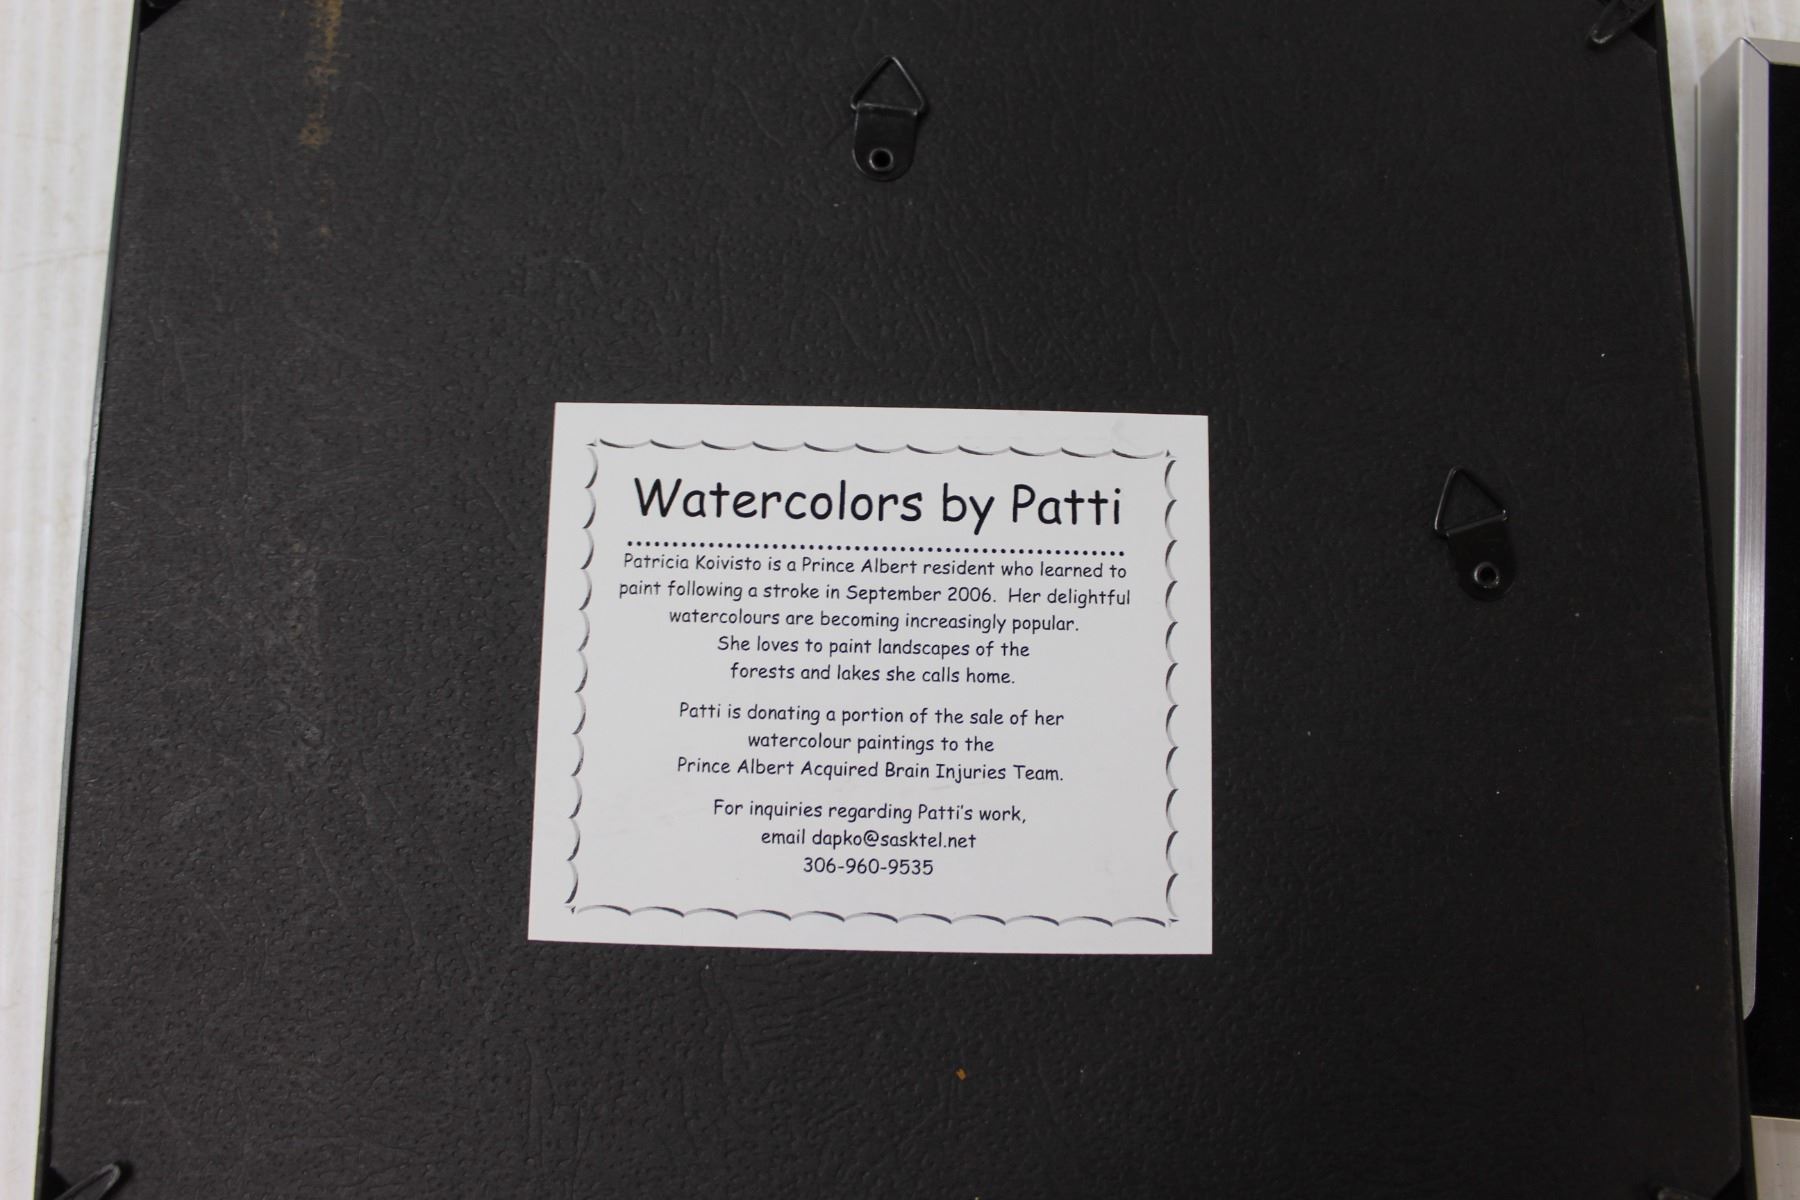 Watercolors by Patti
Patricia Koivisto is a Prince Albert resident who learned to
paint following a stroke in September 2006. Her delightful
watercolours are becoming increasingly popular.
She loves to paint landscapes of the
forests and lakes she calls home.
Patti is donating a portion of the sale of her
watercolour paintings to the
Prince Albert Acquired Brain Injuries Team.
For inquiries regarding Patti's work,
email dapko@sasktel.net
306-960-9535